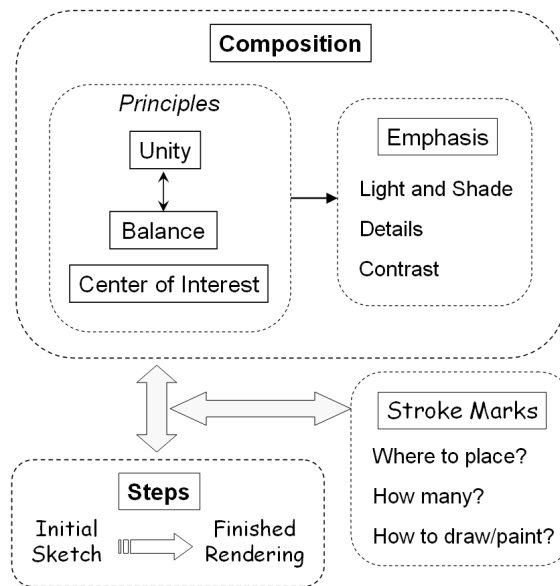 Composition
Principles
Unity
Balance
Center of Interest
Emphasis
Light and Shade
Details
Contrast
Stroke Marks
Where to place?
How many?
How to draw/paint?
Steps
Initial
Sketch
Finished
Rendering